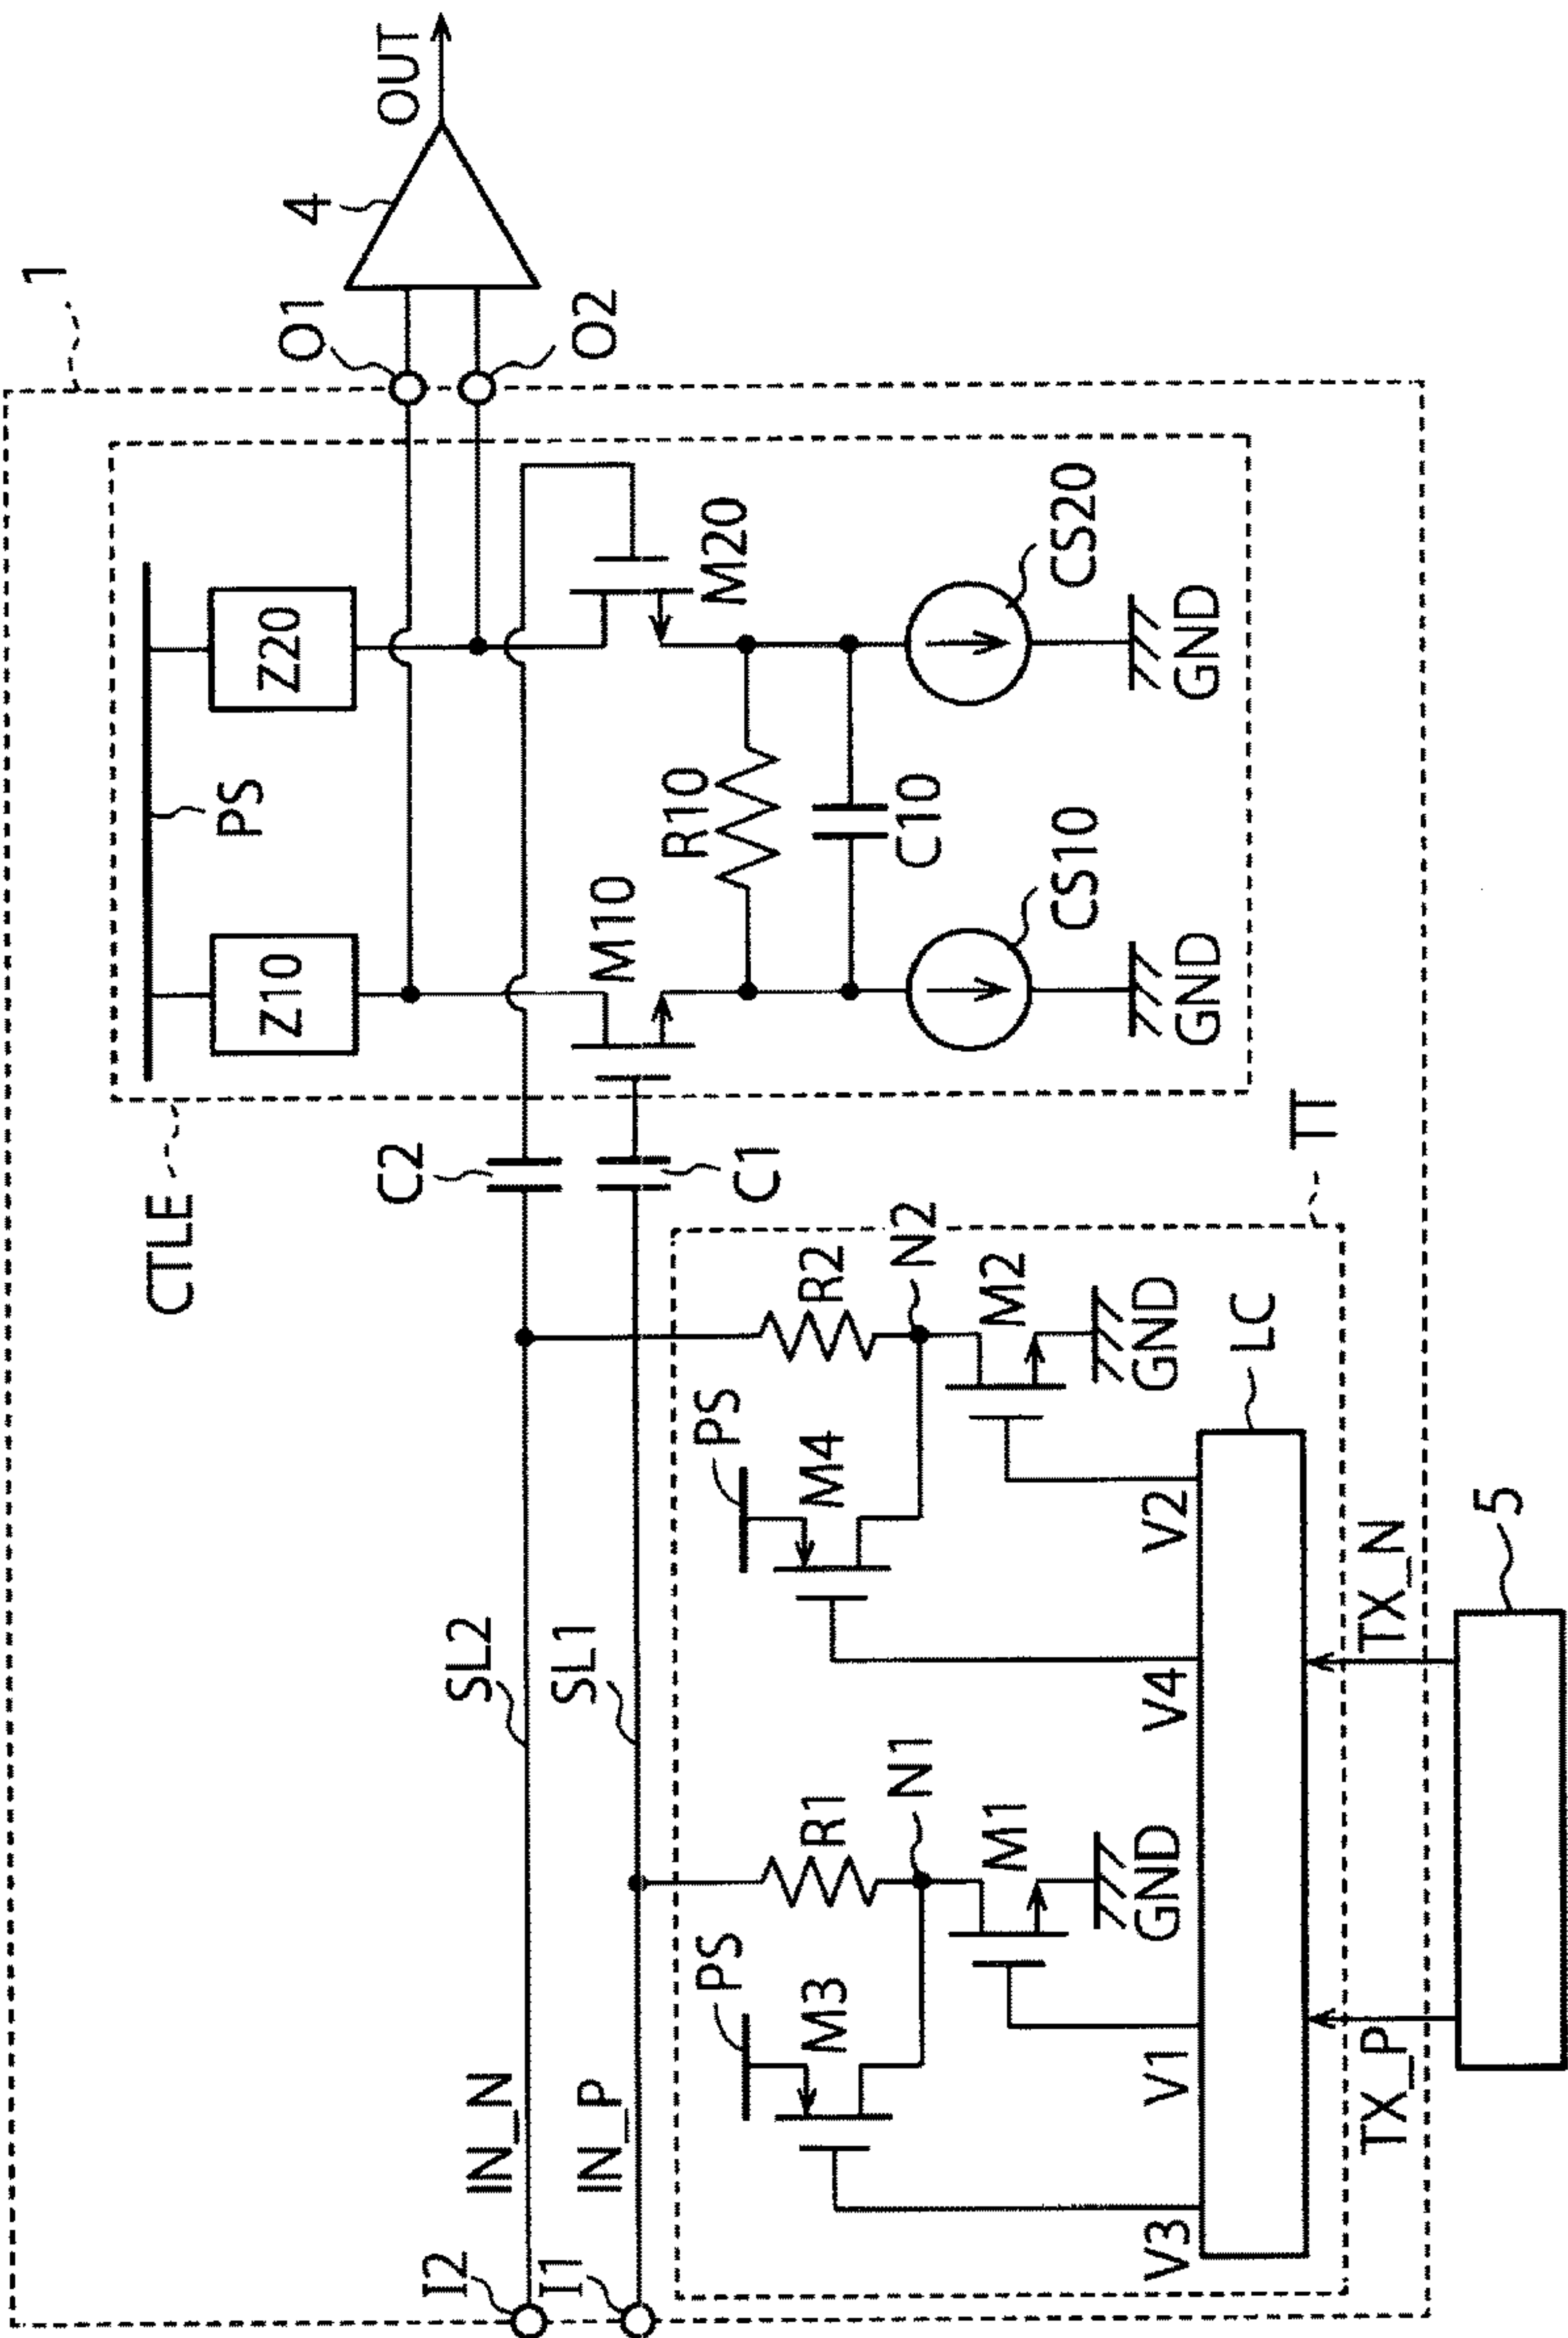 1
CTLE
PS
Z10
Z20
O1
4
OUT
O2
C2
M10
M20
I2
IN_N
SL2
I1
IN_P
SL1
C1
R10
C10
CS10
CS20
GND
GND
PS
M3
R1
N1
M1
GND
PS
M4
R2
N2
M2
GND
TT
V3
V1
V4
V2
LC
TX_P
TX_N
5